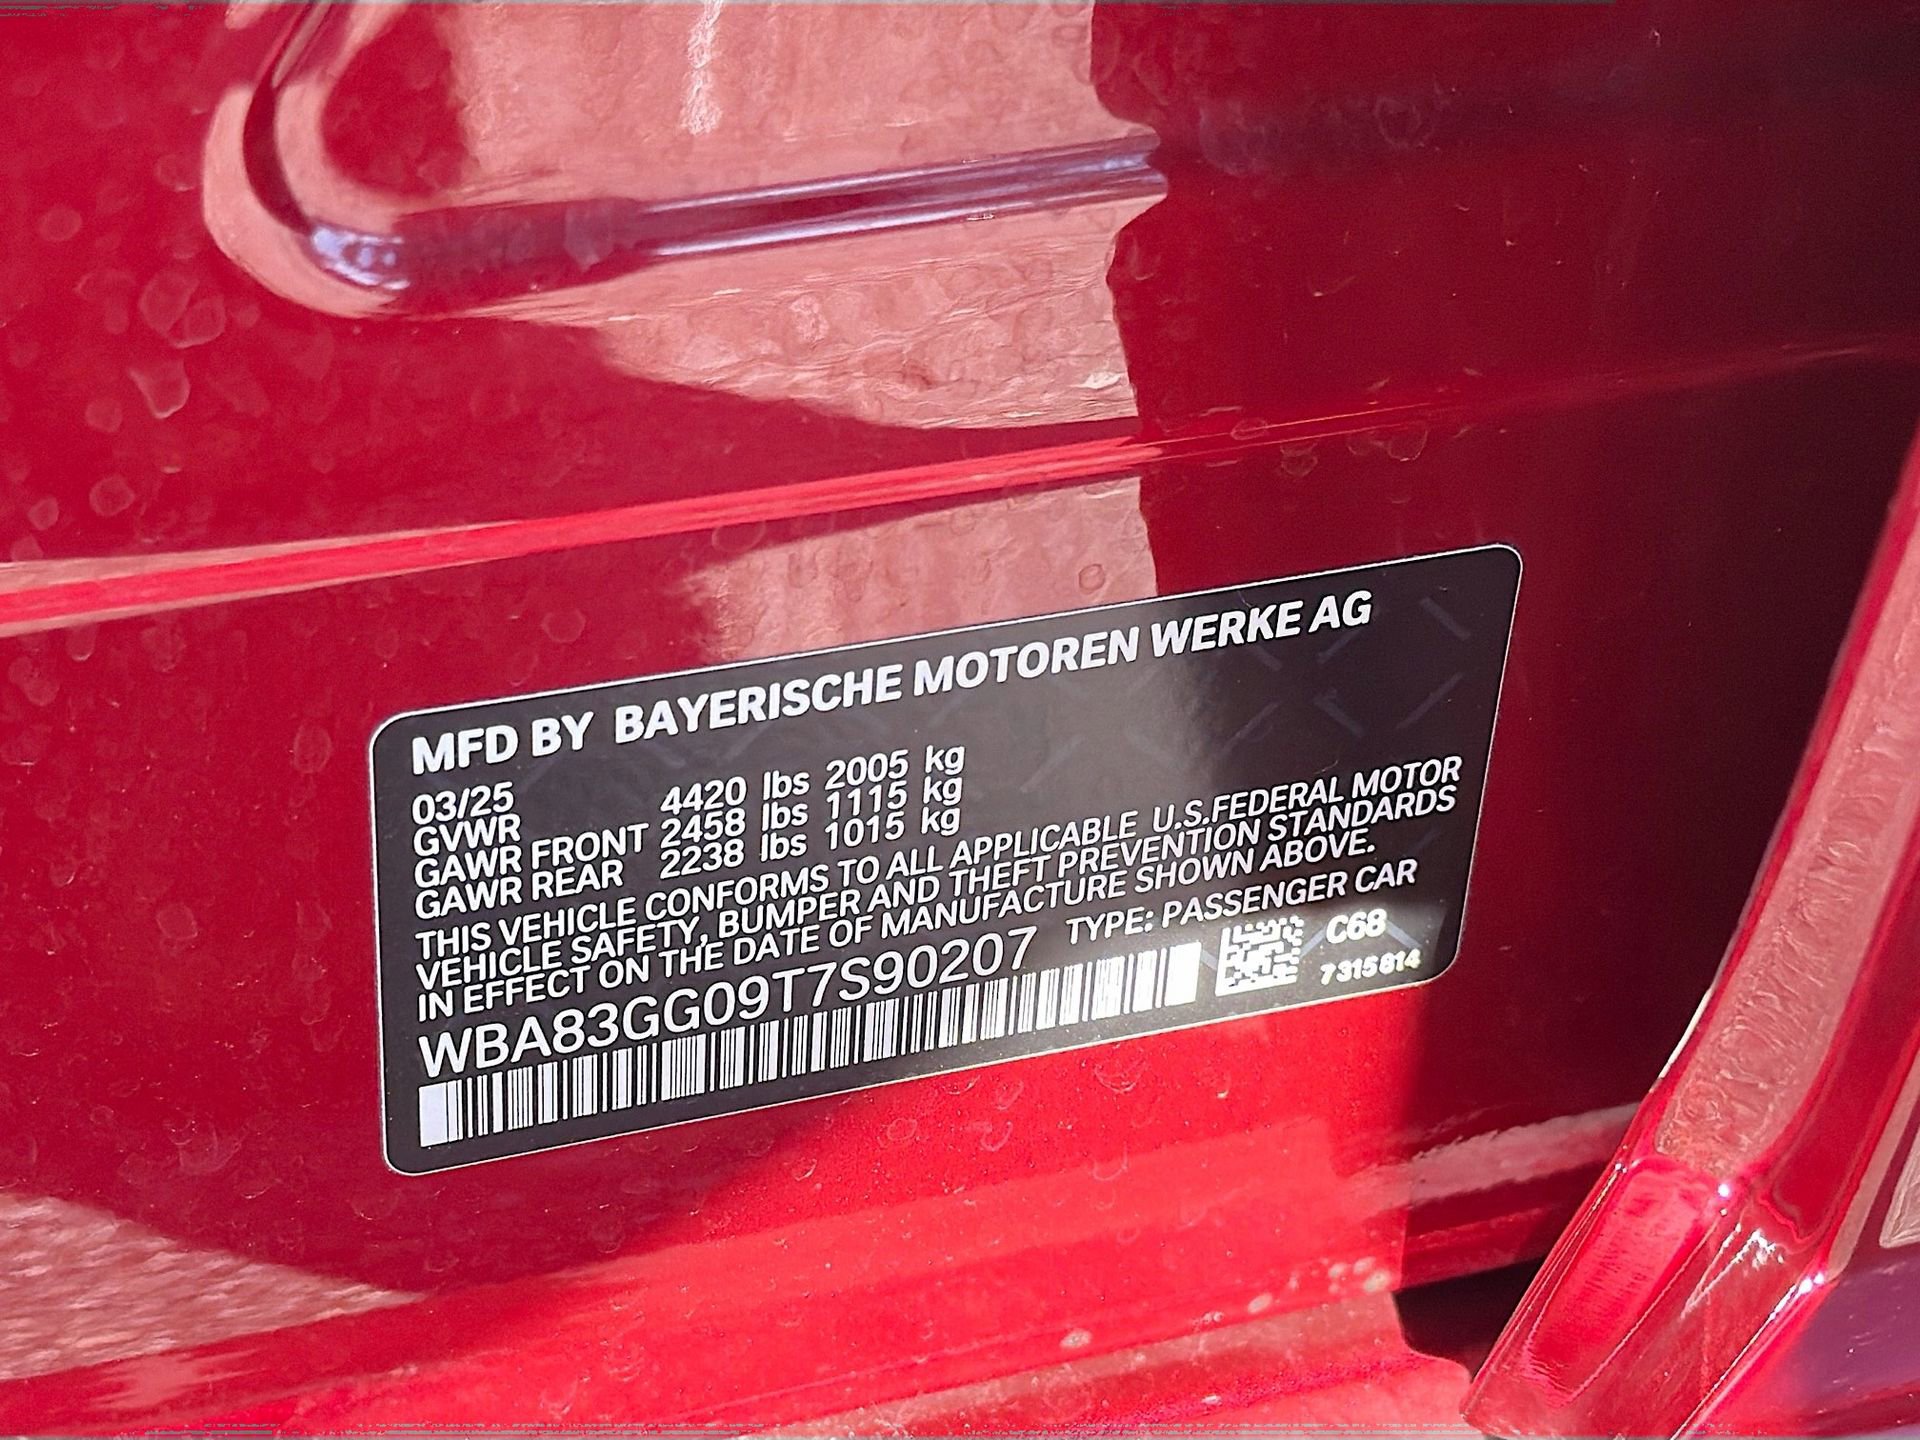 MFD BY BAYERISCHE MOTOREN WERKE AG
03/25
GVWR 4420 lbs 2005 kg
GAWR FRONT 2458 lbs 1115 kg
GAWR REAR 2238 lbs 1015 kg
THIS VEHICLE CONFORMS TO ALL APPLICABLE U.S.FEDERAL MOTOR
VEHICLE SAFETY, BUMPER AND THEFT PREVENTION STANDARDS
IN EFFECT ON THE DATE OF MANUFACTURE SHOWN ABOVE.
WBA83GG09T7S90207 TYPE: PASSENGER CAR
C68
7315814